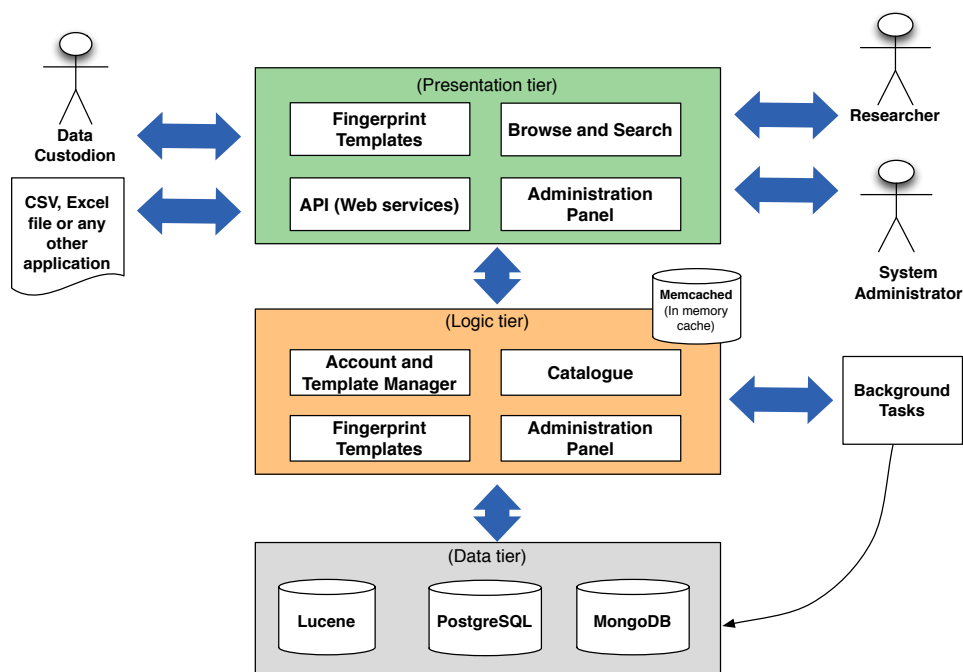 Data
Custodion
CSV, Excel
file or any
other
application
(Presentation tier)
Fingerprint
Templates
Browse and Search
API (Web services)
Administration
Panel
Researcher
System
Administrator
Memcached
(In memory
cache)
(Logic tier)
Account and
Template Manager
Catalogue
Fingerprint
Templates
Administration
Panel
Background
Tasks
(Data tier)
Lucene
PostgreSQL
MongoDB